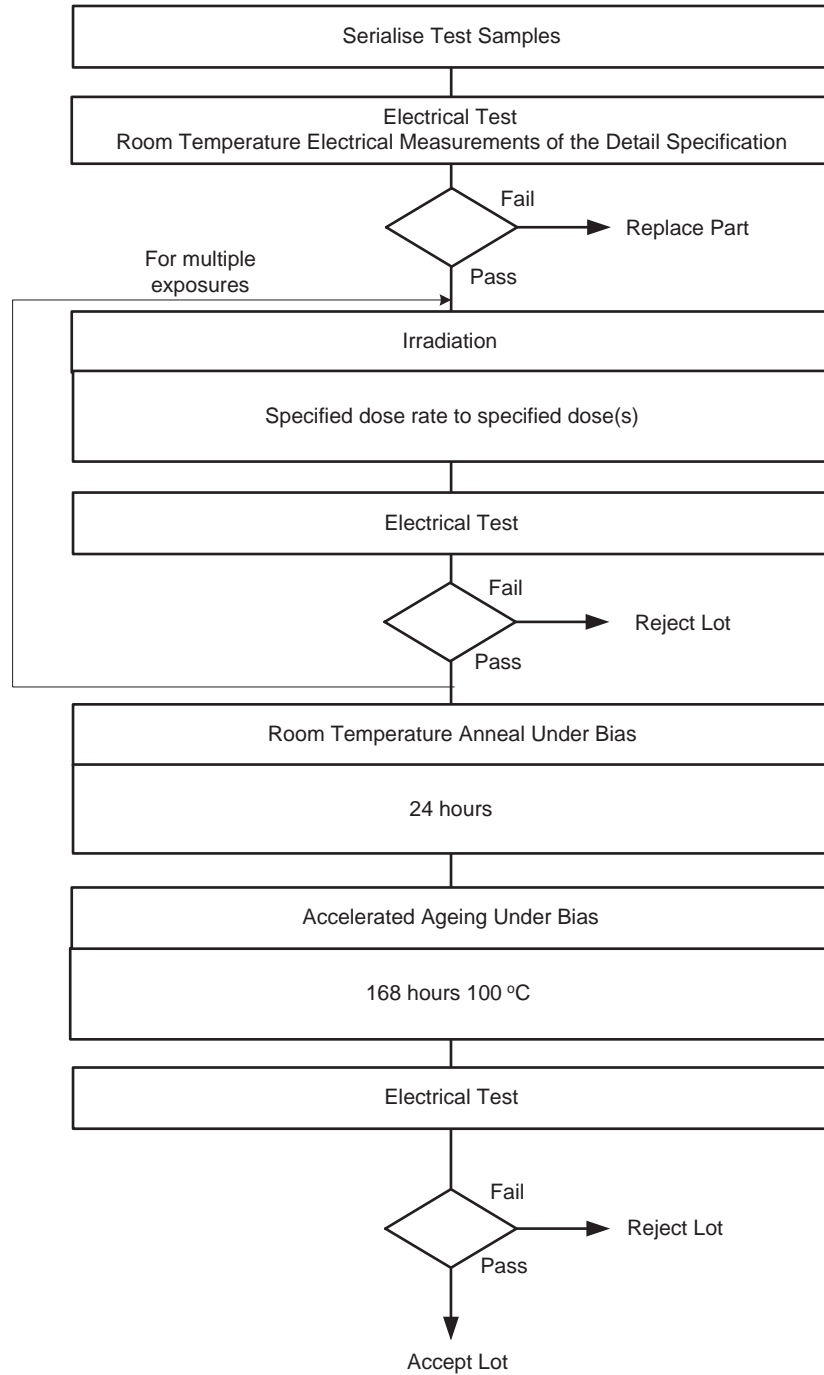 Serialise Test Samples
Electrical Test
Room Temperature Electrical Measurements of the Detail Specification
Fail
Replace Part
Pass
For multiple
exposures
Irradiation
Specified dose rate to specified dose(s)
Electrical Test
Fail
Reject Lot
Pass
Room Temperature Anneal Under Bias
24 hours
Accelerated Ageing Under Bias
168 hours 100 ºC
Electrical Test
Fail
Reject Lot
Pass
Accept Lot